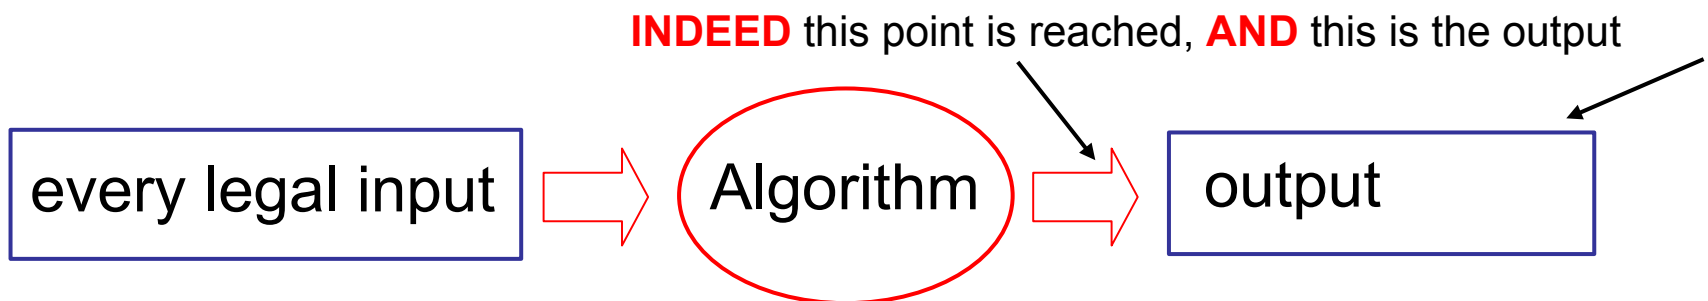 INDEED this point is reached, AND this is the output
every legal input
Algorithm
output